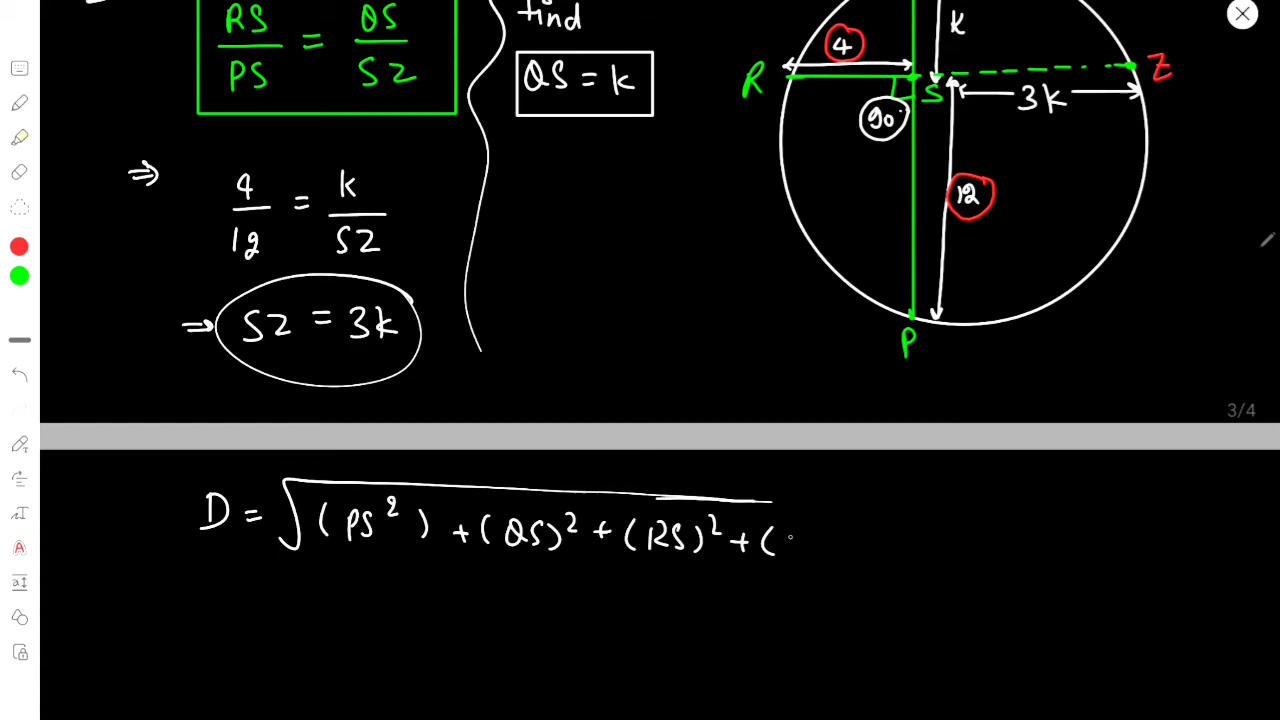 RS/PS = QS/SZ
find
QS = k
⇒ 4/12 = k/SZ
⇒ SZ = 3k
k
4
R
S
Z
3k
90°
12
P
3/4
D = √(PS²) + (QS)² + (RS)² + (